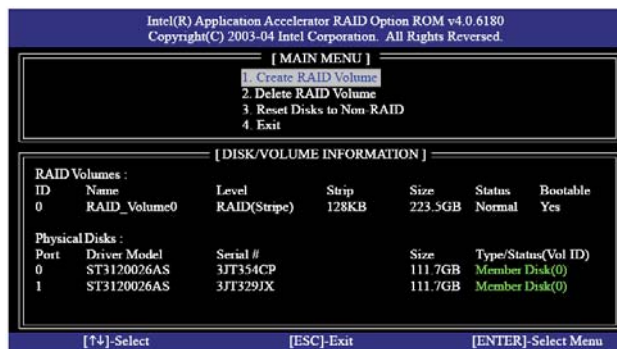 Intel(R) Application Accelerator RAID Option ROM v4.0.6180
Copyright(C) 2003-04 Intel Corporation. All Rights Reversed.
[ MAIN MENU ]
1. Create RAID Volume
2. Delete RAID Volume
3. Reset Disks to Non-RAID
4. Exit
[ DISK/VOLUME INFORMATION ]
RAID Volumes :
ID Name Level Strip Size Status Bootable
0 RAID_Volume0 RAID(Stripe) 128KB 223.5GB Normal Yes
Physical Disks :
Port Driver Model Serial # Size Type/Status(Vol ID)
0 ST3120026AS 3JT354CP 111.7GB Member Disk(0)
1 ST3120026AS 3JT329JX 111.7GB Member Disk(0)
[↑↓]-Select [ESC]-Exit [ENTER]-Select Menu